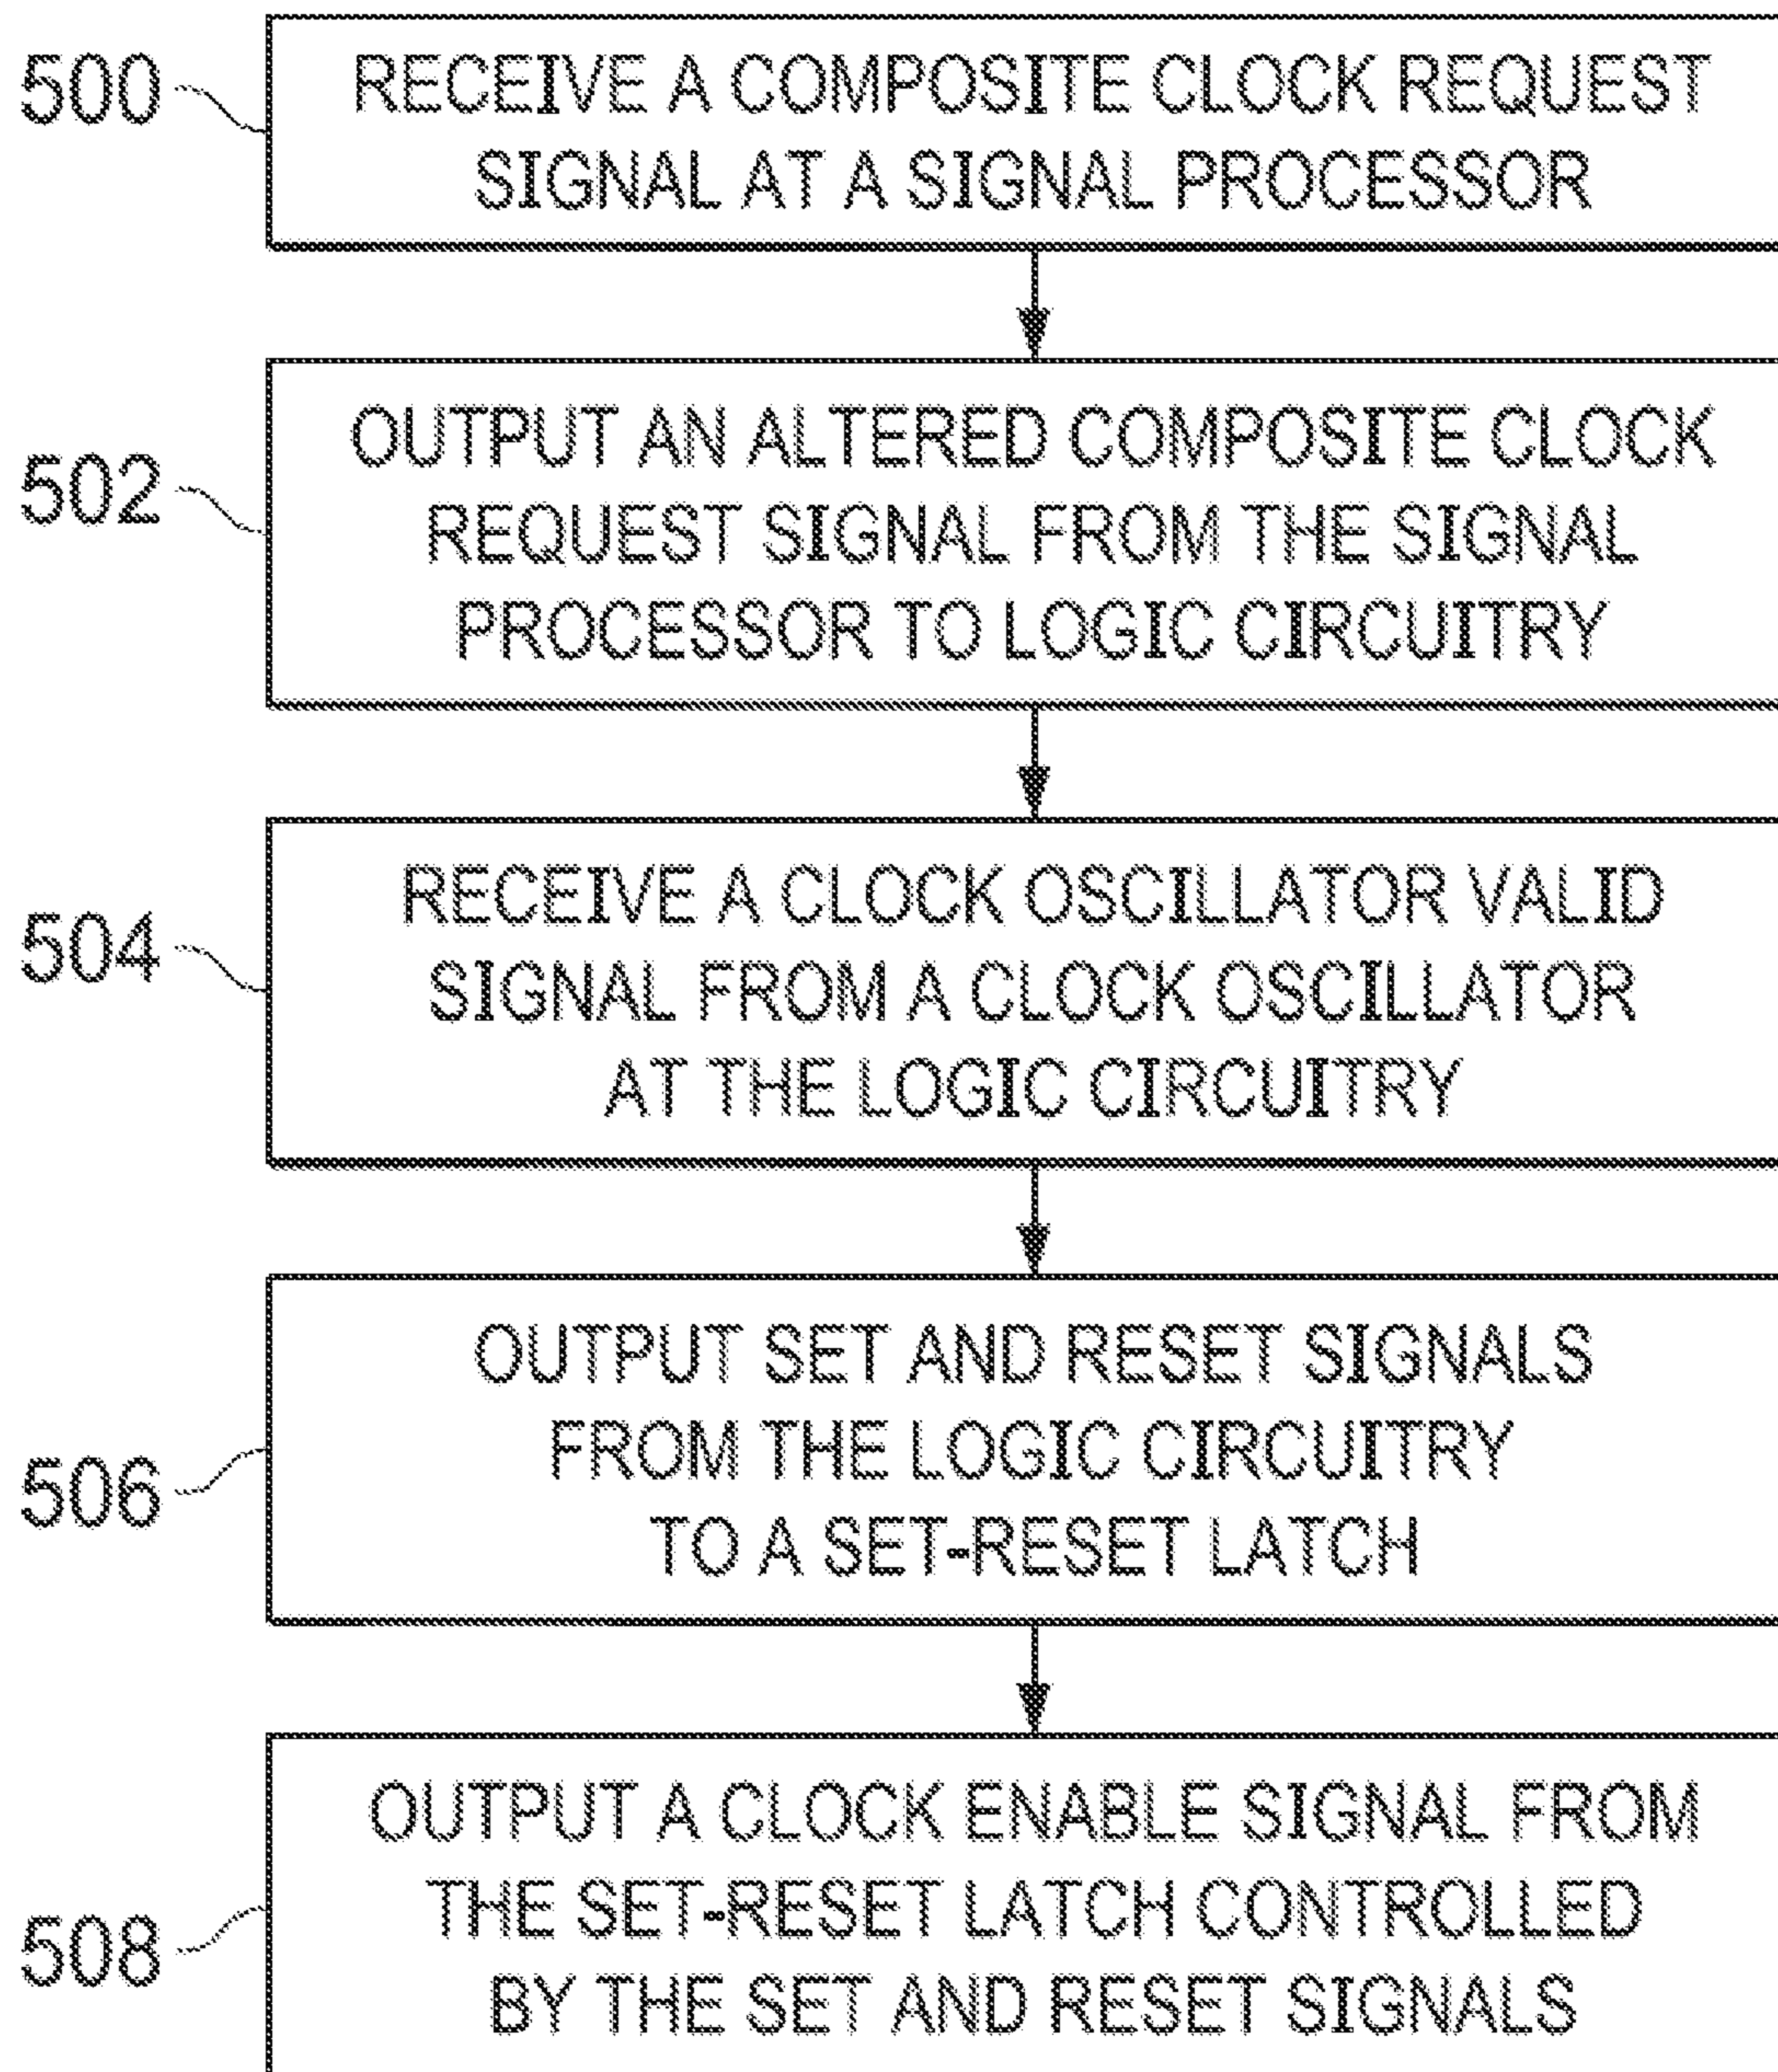 500
RECEIVE A COMPOSITE CLOCK REQUEST
SIGNAL AT A SIGNAL PROCESSOR
502
OUTPUT AN ALTERED COMPOSITE CLOCK
REQUEST SIGNAL FROM THE SIGNAL
PROCESSOR TO LOGIC CIRCUITRY
504
RECEIVE A CLOCK OSCILLATOR VALID
SIGNAL FROM A CLOCK OSCILLATOR
AT THE LOGIC CIRCUITRY
506
OUTPUT SET AND RESET SIGNALS
FROM THE LOGIC CIRCUITRY
TO A SET-RESET LATCH
508
OUTPUT A CLOCK ENABLE SIGNAL FROM
THE SET-RESET LATCH CONTROLLED
BY THE SET AND RESET SIGNALS